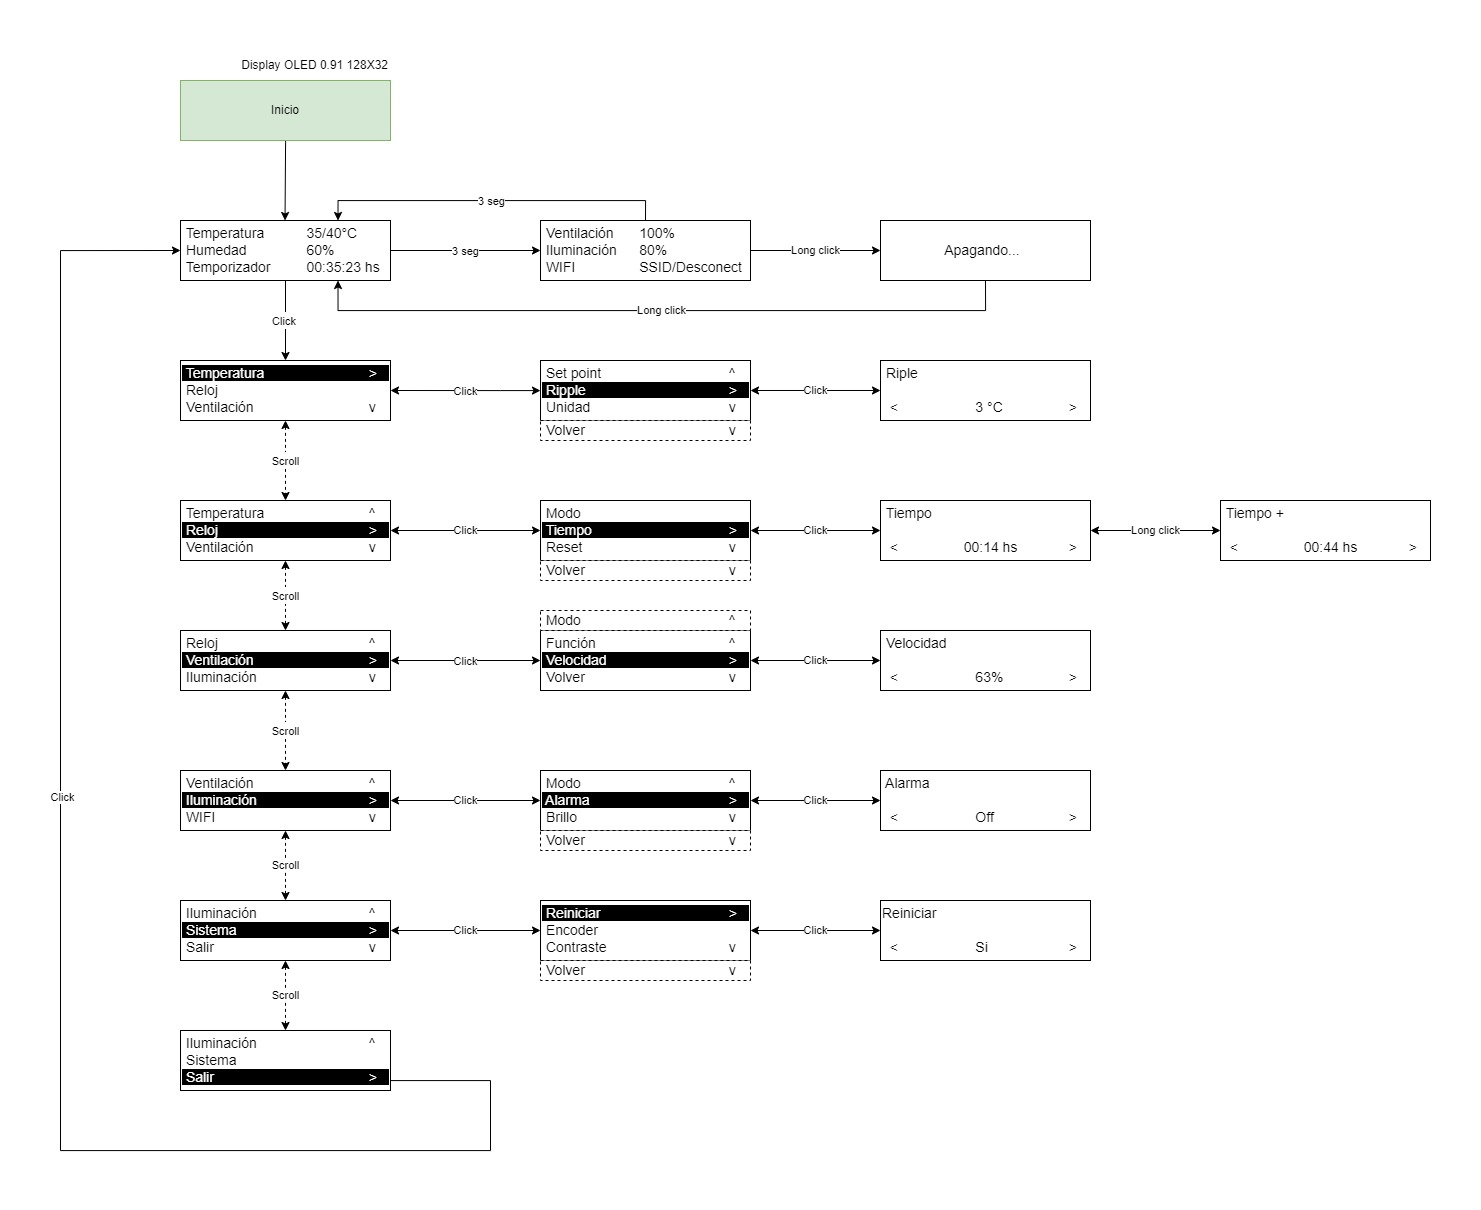 Display OLED 0.91 128X32
Inicio
3 seg
Temperatura 35/40°C
Humedad 60%
Temporizador 00:35:23 hs
3 seg
Ventilación 100%
Iluminación 80%
WIFI SSID/Desconect
Long click
Apagando...
Long click
Click
Temperatura >
Reloj
Ventilación v
Click
Set point ^
Ripple >
Unidad v
Volver v
Click
Riple
< 3 °C >
Scroll
Temperatura ^
Reloj >
Ventilación v
Click
Modo
Tiempo >
Reset v
Volver v
Click
Tiempo
< 00:14 hs >
Long click
Tiempo +
< 00:44 hs >
Scroll
Reloj ^
Ventilación >
Iluminación v
Click
Modo ^
Función ^
Velocidad >
Volver v
Click
Velocidad
< 63% >
Scroll
Ventilación ^
Iluminación >
WIFI v
Click
Modo ^
Alarma >
Brillo v
Volver v
Click
Alarma
< Off >
Click
Scroll
Iluminación ^
Sistema >
Salir v
Click
Reiniciar >
Encoder
Contraste v
Volver v
Click
Reiniciar
< Si >
Scroll
Iluminación ^
Sistema
Salir >